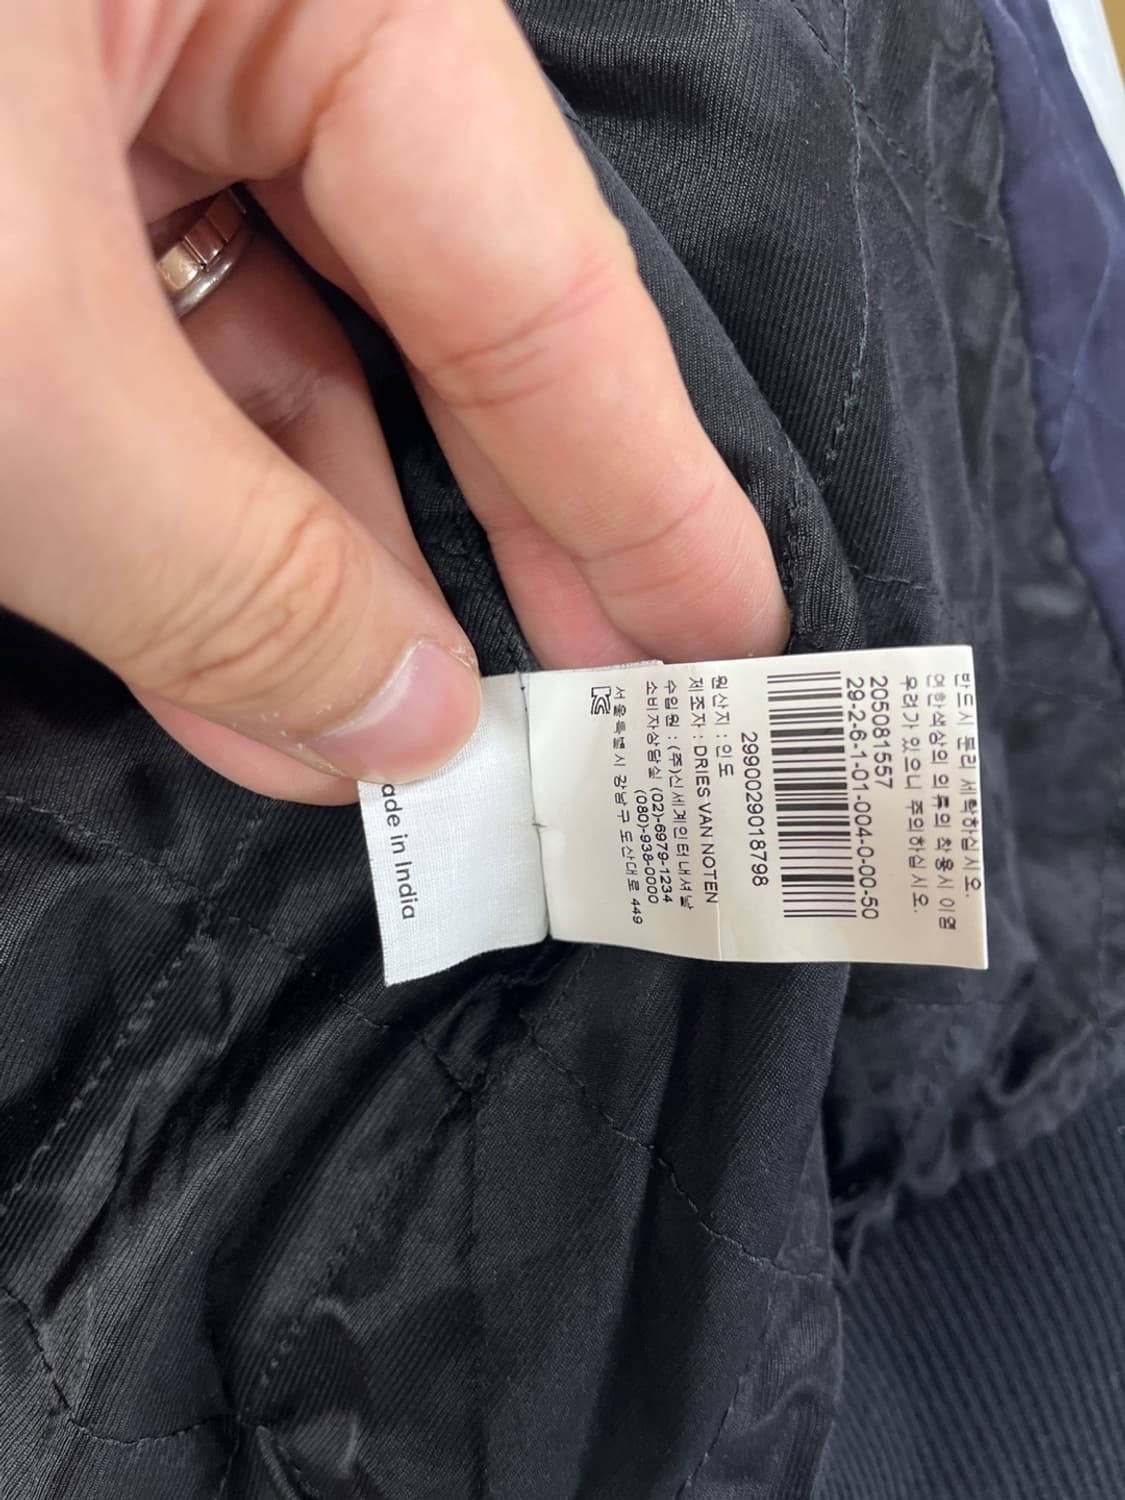 반드시 분리 세탁하십시오.
연한색상의 의류의 착용시 이염
우려가 있으니 주의하십시오.
205081557
29-2-6-1-01-004-0-00-50
2990029018798
원산지 : 인도
제조자 : DRIES VAN NOTEN
수입원 : (주)신세계인터내셔날
소비자상담실 (02)-6979-1234
(080)-938-0000
서울특별시 강남구 도산대로 449
ade in India